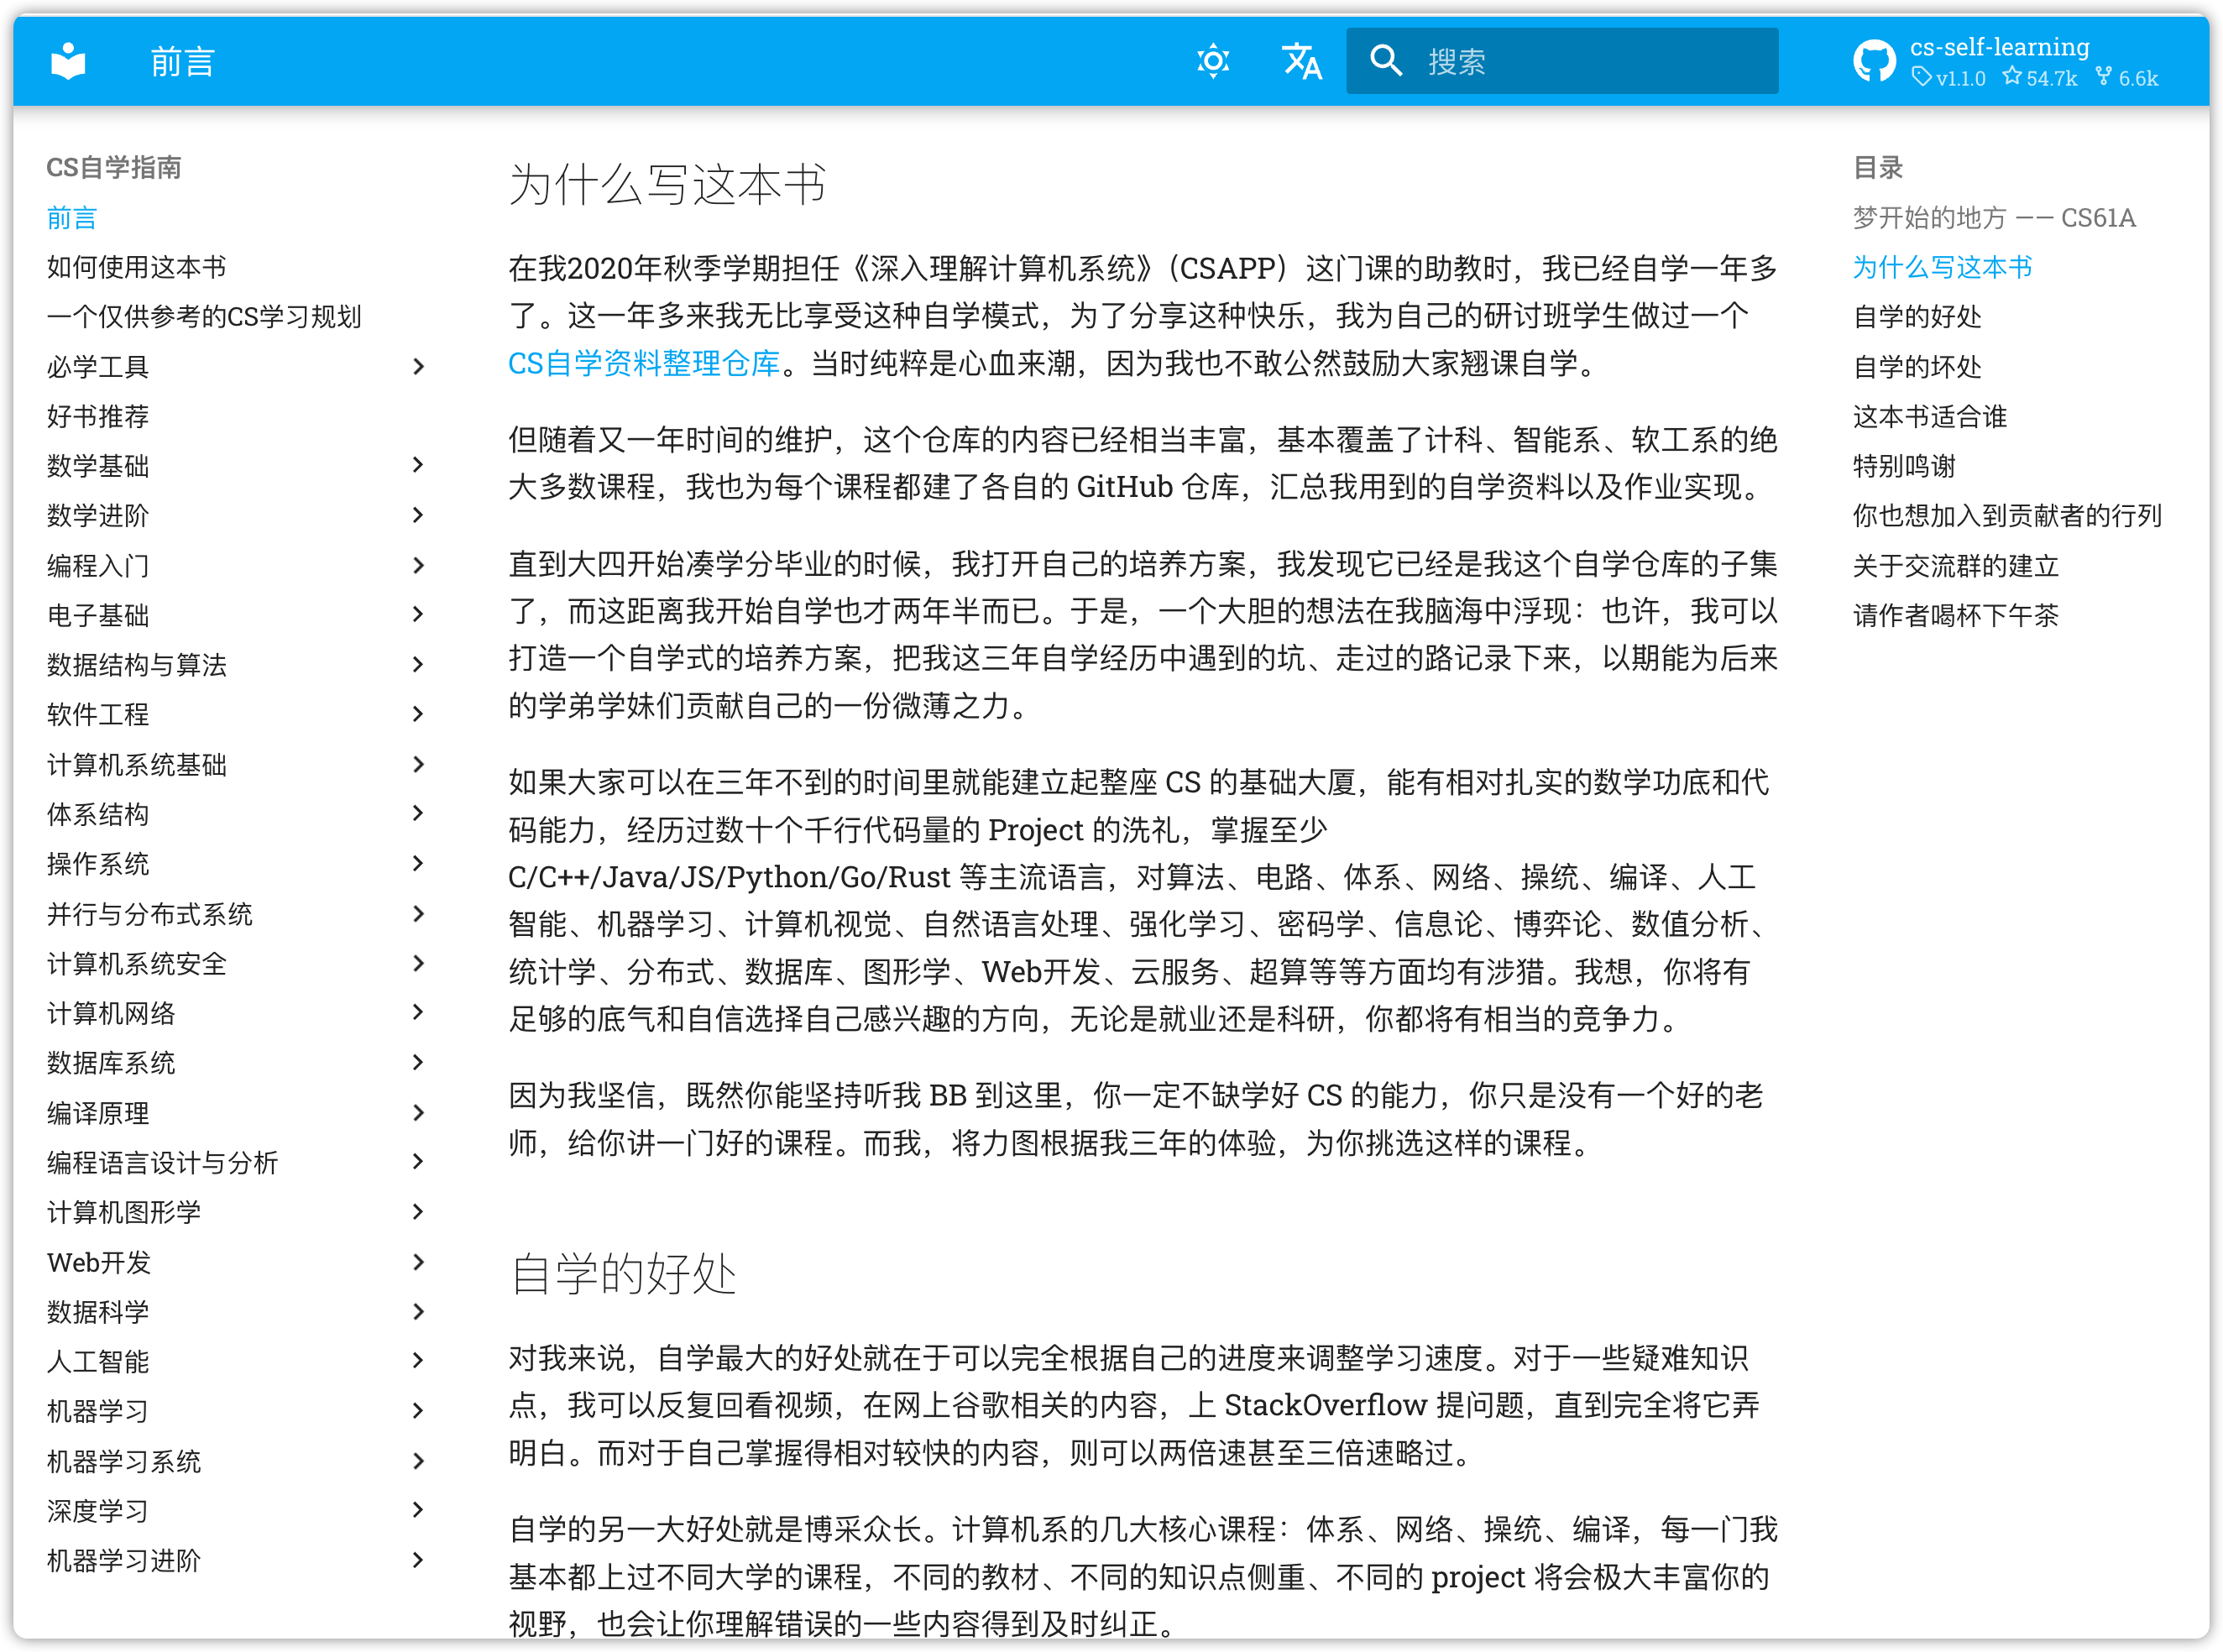 前言
搜索
cs-self-learning
v1.1.0 54.7k 6.6k
CS自学指南
前言
如何使用这本书
一个仅供参考的CS学习规划
必学工具
好书推荐
数学基础
数学进阶
编程入门
电子基础
数据结构与算法
软件工程
计算机系统基础
体系结构
操作系统
并行与分布式系统
计算机系统安全
计算机网络
数据库系统
编译原理
编程语言设计与分析
计算机图形学
Web开发
数据科学
人工智能
机器学习
机器学习系统
深度学习
机器学习进阶
为什么写这本书
在我2020年秋季学期担任《深入理解计算机系统》（CSAPP）这门课的助教时，我已经自学一年多
了。这一年多来我无比享受这种自学模式，为了分享这种快乐，我为自己的研讨班学生做过一个
CS自学资料整理仓库。当时纯粹是心血来潮，因为我也不敢公然鼓励大家翘课自学。
但随着又一年时间的维护，这个仓库的内容已经相当丰富，基本覆盖了计科、智能系、软工系的绝
大多数课程，我也为每个课程都建了各自的 GitHub 仓库，汇总我用到的自学资料以及作业实现。
直到大四开始凑学分毕业的时候，我打开自己的培养方案，我发现它已经是我这个自学仓库的子集
了，而这距离我开始自学也才两年半而已。于是，一个大胆的想法在我脑海中浮现：也许，我可以
打造一个自学式的培养方案，把我这三年自学经历中遇到的坑、走过的路记录下来，以期能为后来
的学弟学妹们贡献自己的一份微薄之力。
如果大家可以在三年不到的时间里就能建立起整座 CS 的基础大厦，能有相对扎实的数学功底和代
码能力，经历过数十个千行代码量的 Project 的洗礼，掌握至少
C/C++/Java/JS/Python/Go/Rust 等主流语言，对算法、电路、体系、网络、操统、编译、人工
智能、机器学习、计算机视觉、自然语言处理、强化学习、密码学、信息论、博弈论、数值分析、
统计学、分布式、数据库、图形学、Web开发、云服务、超算等等方面均有涉猎。我想，你将有
足够的底气和自信选择自己感兴趣的方向，无论是就业还是科研，你都将有相当的竞争力。
因为我坚信，既然你能坚持听我 BB 到这里，你一定不缺学好 CS 的能力，你只是没有一个好的老
师，给你讲一门好的课程。而我，将力图根据我三年的体验，为你挑选这样的课程。
自学的好处
对我来说，自学最大的好处就在于可以完全根据自己的进度来调整学习速度。对于一些疑难知识
点，我可以反复回看视频，在网上谷歌相关的内容，上 StackOverflow 提问题，直到完全将它弄
明白。而对于自己掌握得相对较快的内容，则可以两倍速甚至三倍速略过。
自学的另一大好处就是博采众长。计算机系的几大核心课程：体系、网络、操统、编译，每一门我
基本都上过不同大学的课程，不同的教材、不同的知识点侧重、不同的 project 将会极大丰富你的
视野，也会让你理解错误的一些内容得到及时纠正。
目录
梦开始的地方 —— CS61A
为什么写这本书
自学的好处
自学的坏处
这本书适合谁
特别鸣谢
你也想加入到贡献者的行列
关于交流群的建立
请作者喝杯下午茶